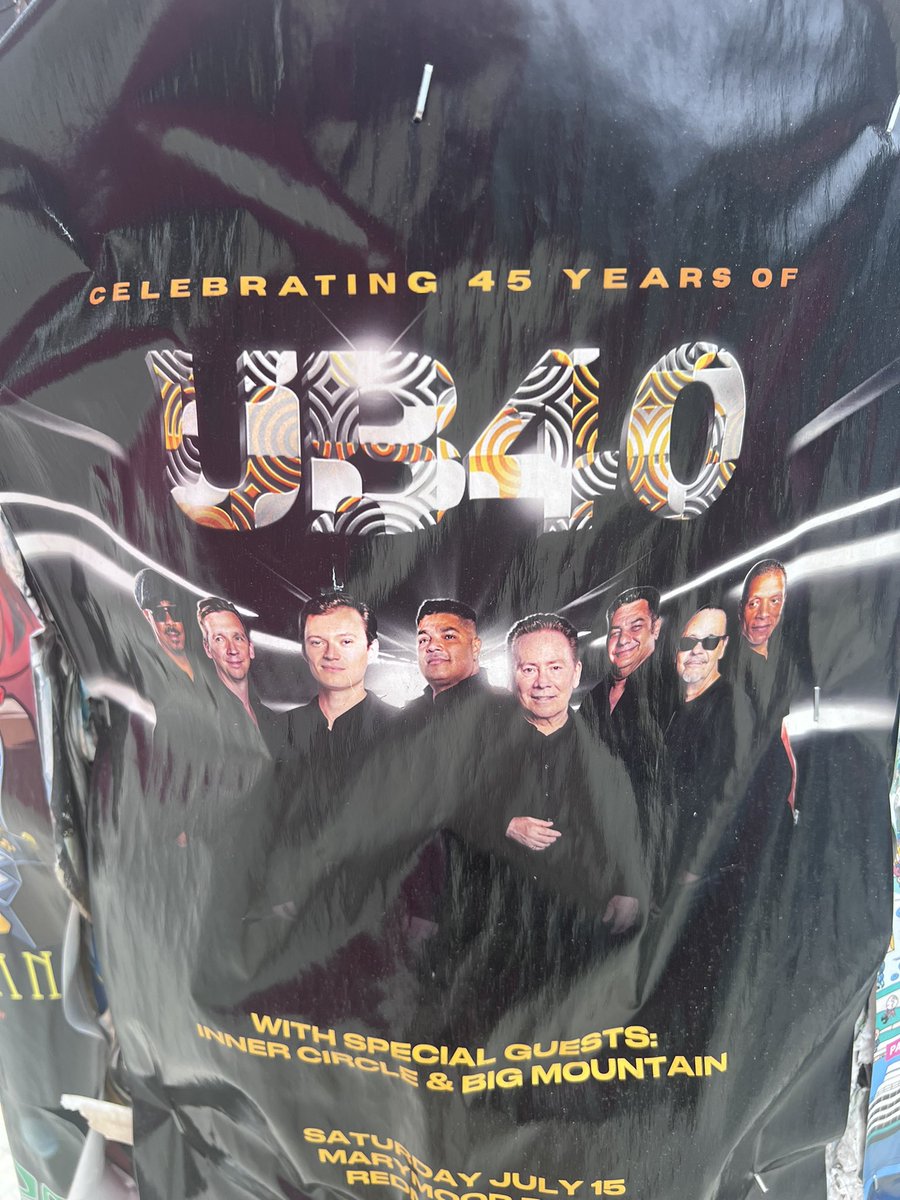 CELEBRATING 45 YEARS OF
UB40
WITH SPECIAL GUESTS:
INNER CIRCLE & BIG MOUNTAIN
SATURDAY JULY 15